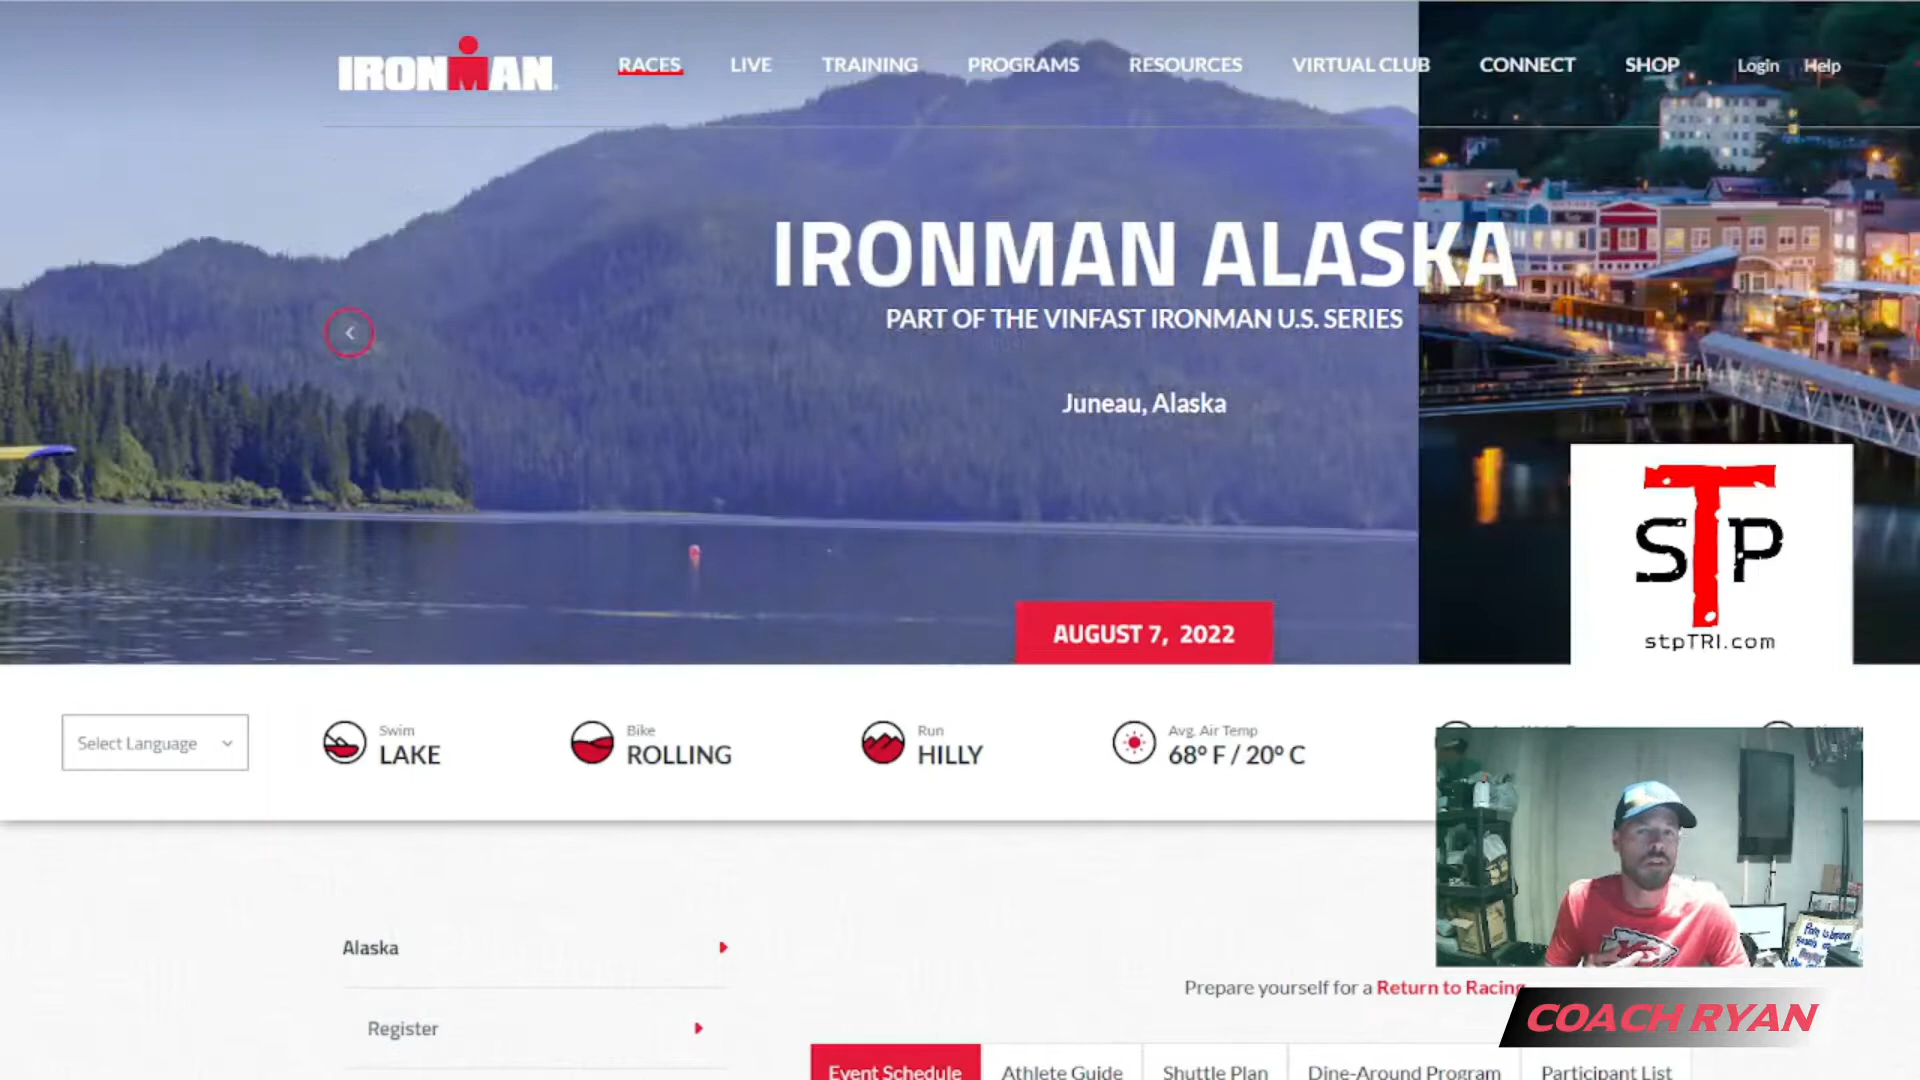 IRONMAN
RACES
LIVE
TRAINING
PROGRAMS
RESOURCES
VIRTUAL CLUB
CONNECT
SHOP
Login
Help
IRONMAN ALASKA
PART OF THE VINFAST IRONMAN U.S. SERIES
Juneau, Alaska
AUGUST 7, 2022
sTP
stpTRI.com
Select Language
Swim
LAKE
Bike
ROLLING
Run
HILLY
Avg. Air Temp
68º F / 20º C
Alaska
Register
Prepare yourself for a Return to Racing
COACH RYAN
Event Schedule
Athlete Guide
Shuttle Plan
Dine-Around Program
Participant List